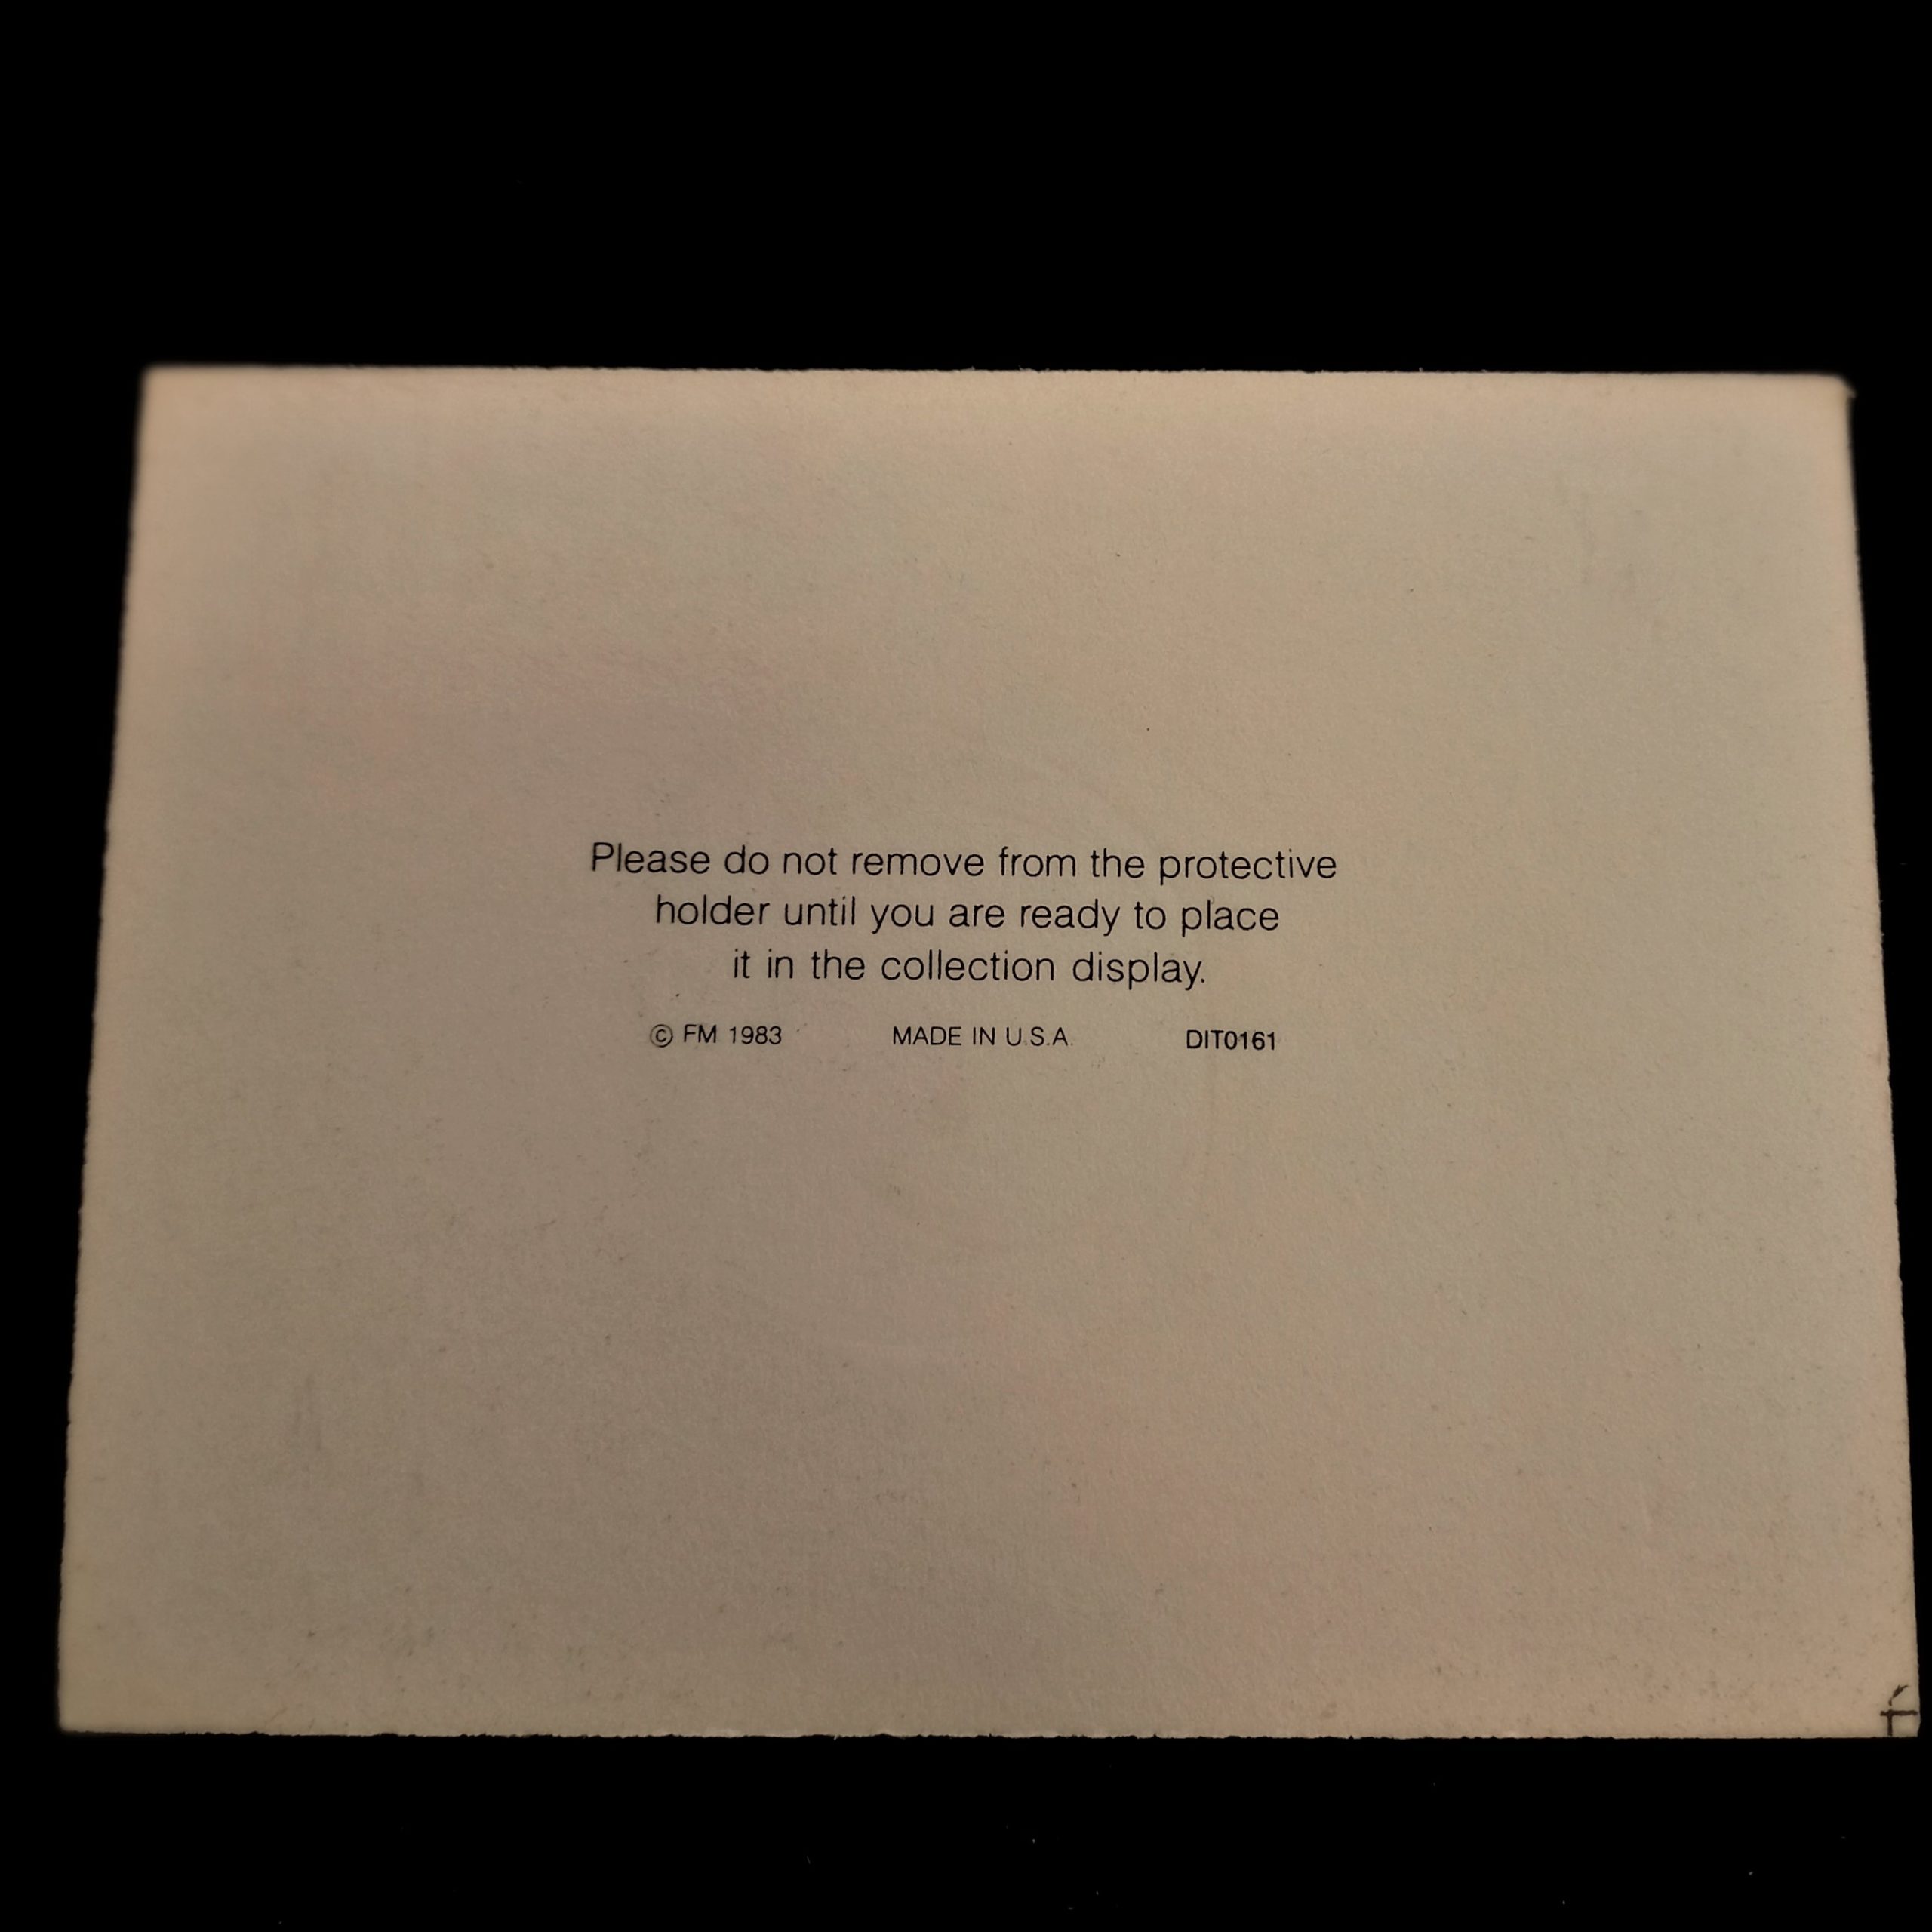 Please do not remove from the protective
holder until you are ready to place
it in the collection display.
© FM 1983 MADE IN U.S.A. DIT0161